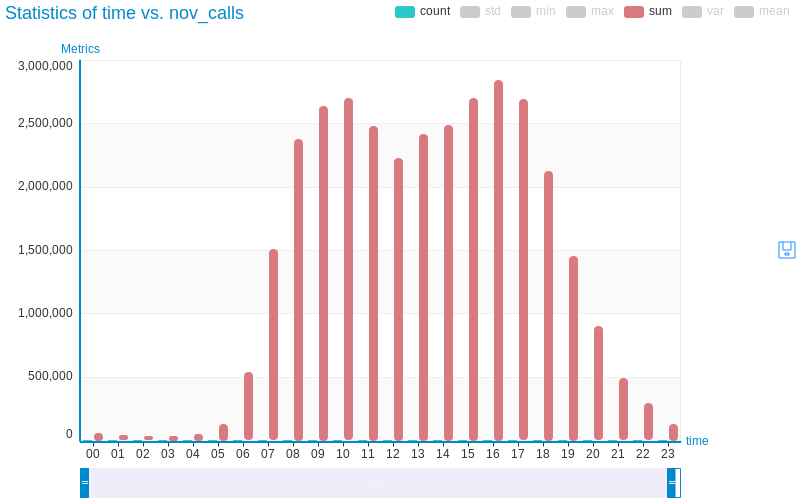 Statistics of time vs. nov_calls
count std min max sum var mean
Metrics
3,000,000
2,500,000
2,000,000
1,500,000
1,000,000
500,000
0
time
00 01 02 03 04 05 06 07 08 09 10 11 12 13 14 15 16 17 18 19 20 21 22 23